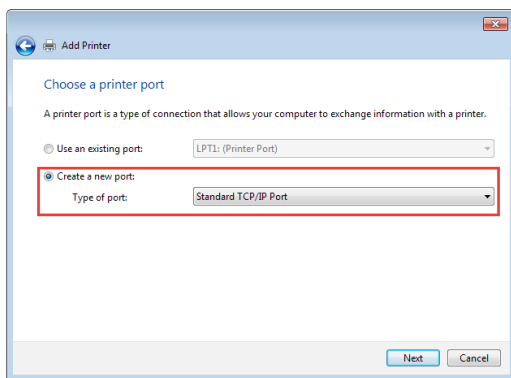 Add Printer
Choose a printer port
A printer port is a type of connection that allows your computer to exchange information with a printer.
Use an existing port: LPT1: (Printer Port)
Create a new port:
Type of port: Standard TCP/IP Port
Next Cancel